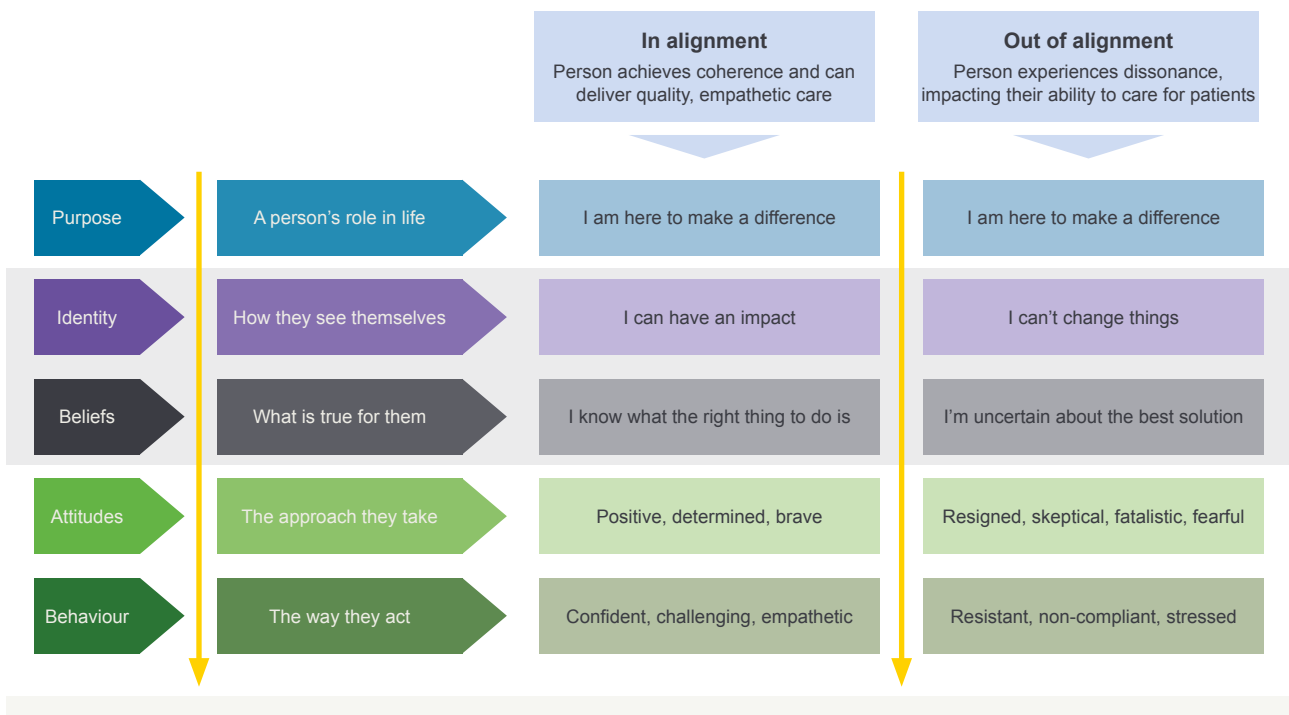 In alignment
Person achieves coherence and can
deliver quality, empathetic care
Out of alignment
Person experiences dissonance,
impacting their ability to care for patients
Purpose
A person’s role in life
I am here to make a difference
I am here to make a difference
Identity
How they see themselves
I can have an impact
I can’t change things
Beliefs
What is true for them
I know what the right thing to do is
I’m uncertain about the best solution
Attitudes
The approach they take
Positive, determined, brave
Resigned, skeptical, fatalistic, fearful
Behaviour
The way they act
Confident, challenging, empathetic
Resistant, non-compliant, stressed